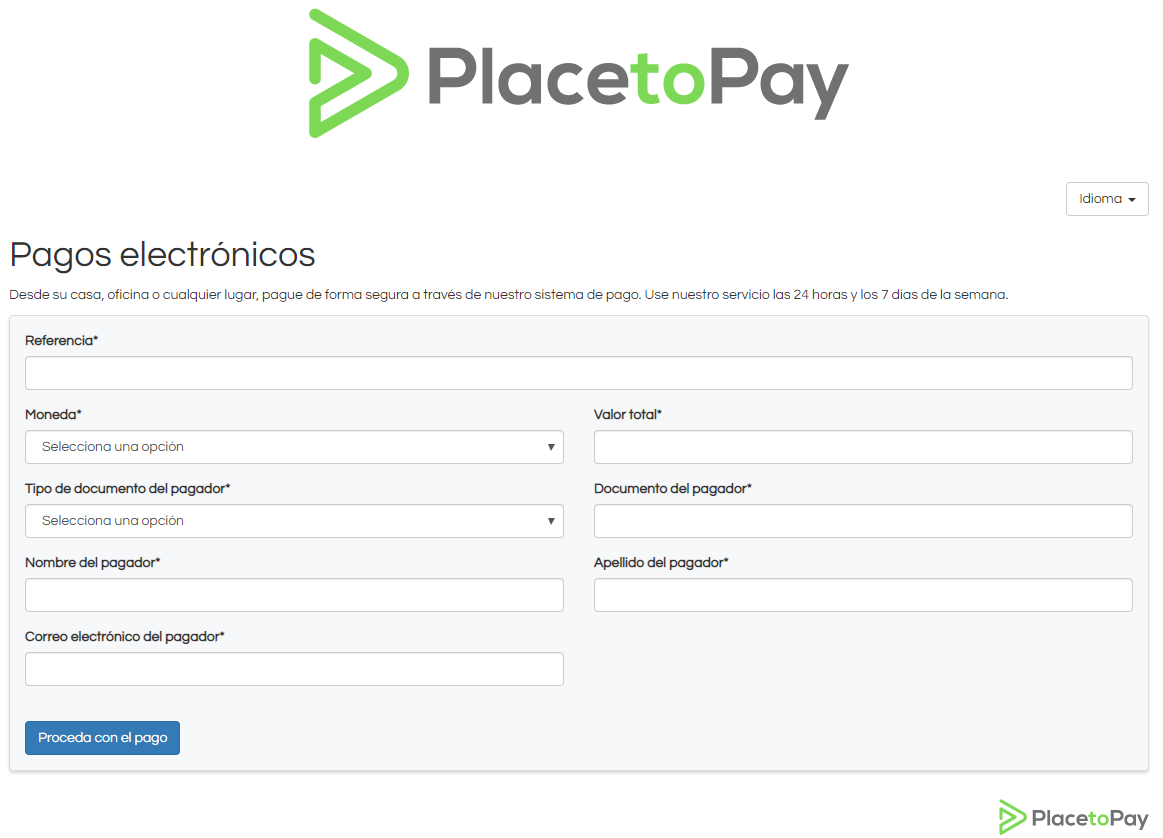 PlacetoPay
Idioma
Pagos electrónicos
Desde su casa, oficina o cualquier lugar, pague de forma segura a través de nuestro sistema de pago. Use nuestro servicio las 24 horas y los 7 días de la semana.
Referencia*
Moneda* Valor total*
Selecciona una opción
Tipo de documento del pagador* Documento del pagador*
Selecciona una opción
Nombre del pagador* Apellido del pagador*
Correo electrónico del pagador*
Proceda con el pago
PlacetoPay